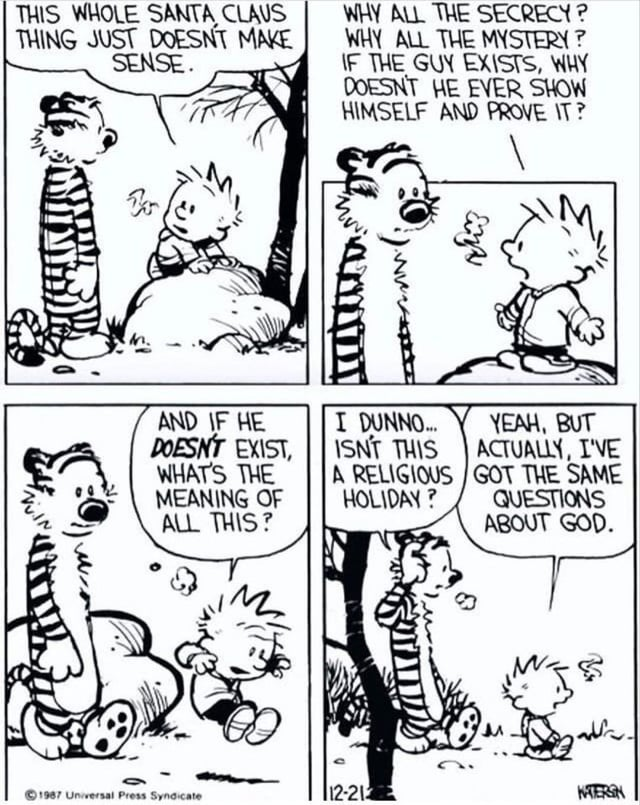 THIS WHOLE SANTA CLAUS
THING JUST DOESN'T MAKE
SENSE.
WHY ALL THE SECRECY?
WHY ALL THE MYSTERY?
IF THE GUY EXISTS, WHY
DOESN'T HE EVER SHOW
HIMSELF AND PROVE IT?
AND IF HE
DOESN'T EXIST,
WHAT'S THE
MEANING OF
ALL THIS?
I DUNNO...
ISN'T THIS
A RELIGIOUS
HOLIDAY?
YEAH, BUT
ACTUALLY, I'VE
GOT THE SAME
QUESTIONS
ABOUT GOD.
© 1987 Universal Press Syndicate
12-21
WATTERSON